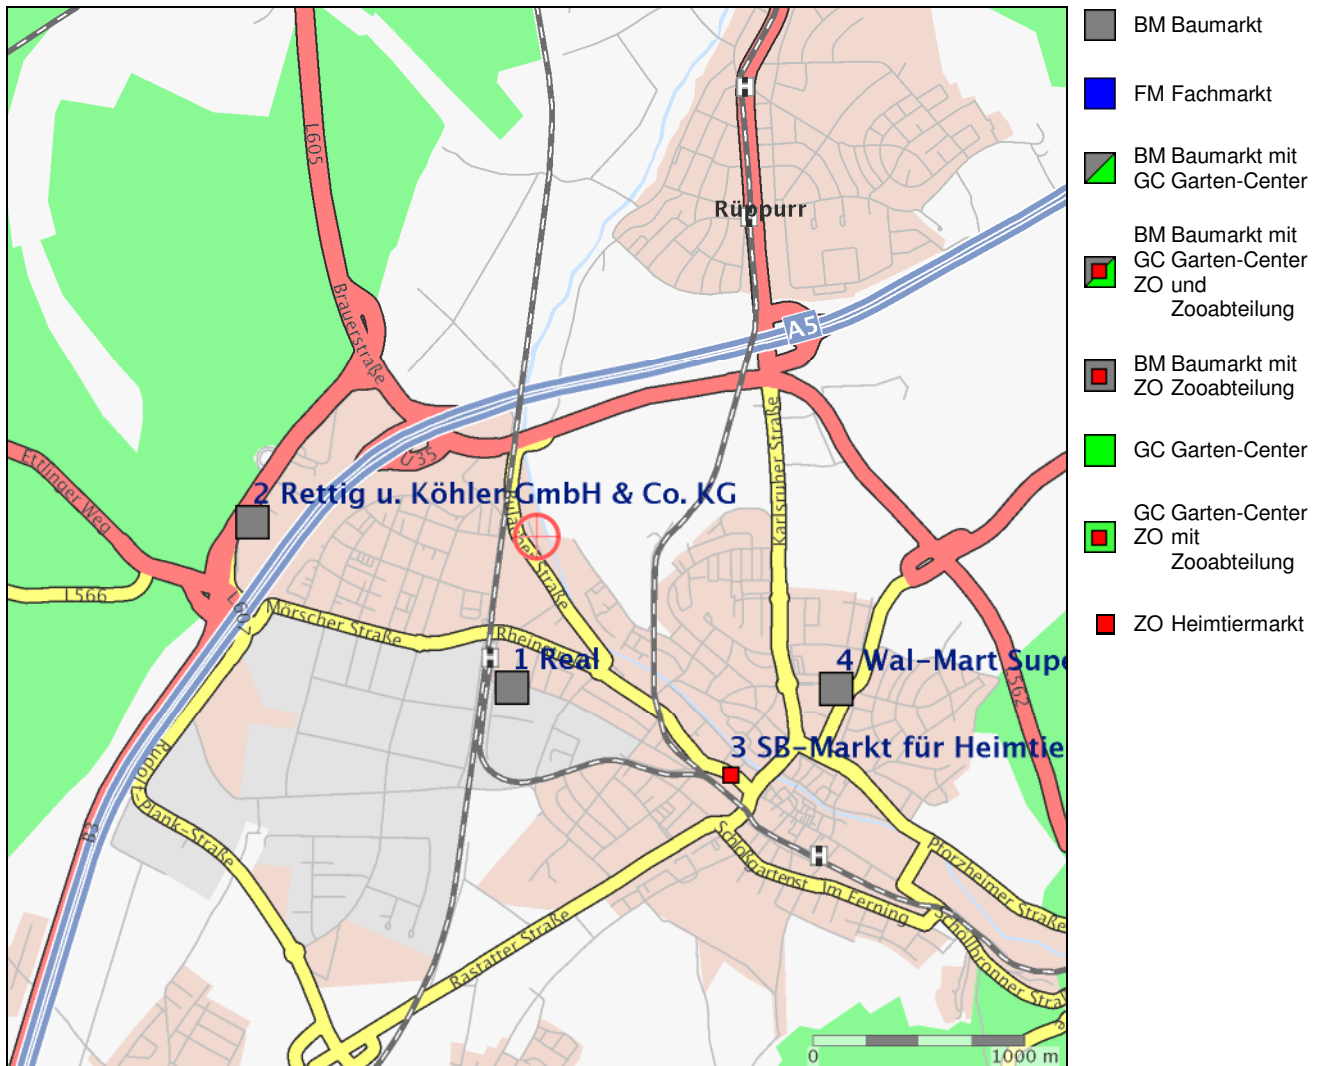 L605
H
Rüppurr
H
Brauerstraße
A5
Karlsruher Straße
Ettlinger Weg
2 Rettig u. Köhler GmbH & Co. KG
L566
L607
Mörscher Straße
Rheinstr
1 Real
H
4 Wal-Mart Supe
L562
3 SB-Markt für Heimtie
Rudolf-Plank-Straße
B3
Schloßgartenst
Im Ferning
H
Pforzheimer Straße
Schöllbronner Straß
Rastatter Straße
0
1000 m
BM Baumarkt
FM Fachmarkt
BM Baumarkt mit
GC Garten-Center
BM Baumarkt mit
GC Garten-Center
ZO und
Zooabteilung
BM Baumarkt mit
ZO Zooabteilung
GC Garten-Center
GC Garten-Center
ZO mit
Zooabteilung
ZO Heimtiermarkt